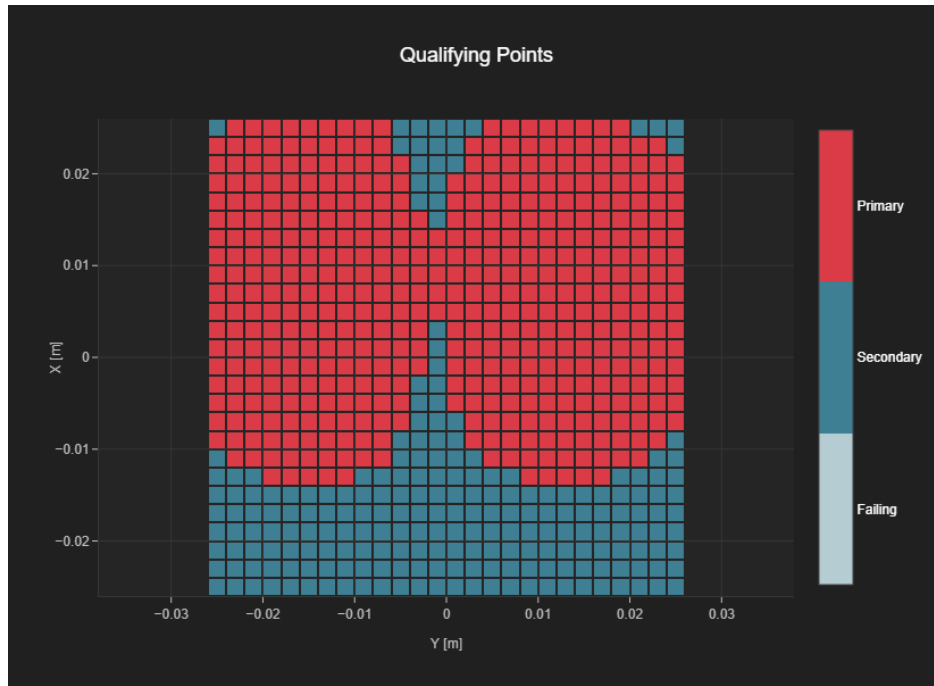 Qualifying Points
0.02
0.01
0
−0.01
−0.02
X [m]
−0.03
−0.02
−0.01
0
0.01
0.02
0.03
Y [m]
Primary
Secondary
Failing